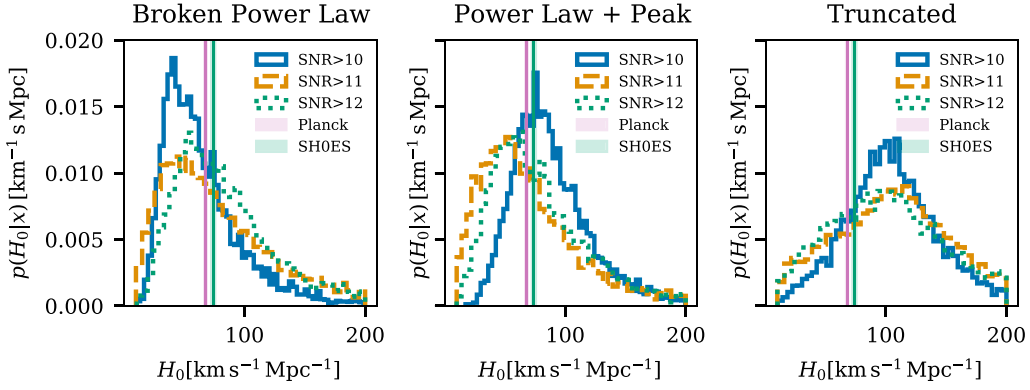 Broken Power Law
p(H₀|x) [km⁻¹ s Mpc]
0.020
0.015
0.010
0.005
0.000
SNR>10
SNR>11
SNR>12
Planck
SH0ES
100
200
H₀[km s⁻¹ Mpc⁻¹]
Power Law + Peak
p(H₀|x) [km⁻¹ s Mpc]
SNR>10
SNR>11
SNR>12
Planck
SH0ES
100
200
H₀[km s⁻¹ Mpc⁻¹]
Truncated
p(H₀|x) [km⁻¹ s Mpc]
SNR>10
SNR>11
SNR>12
Planck
SH0ES
100
200
H₀[km s⁻¹ Mpc⁻¹]